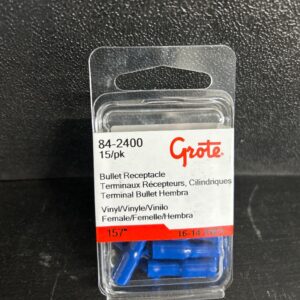 84-2400
15/pk
Grote
Bullet Receptacle
Terminaux Récepteurs, Cilindriques
Terminal Bullet Hembra
Vinyl/Vinyle/Vinilo
Female/Femelle/Hembra
.157"
16-14